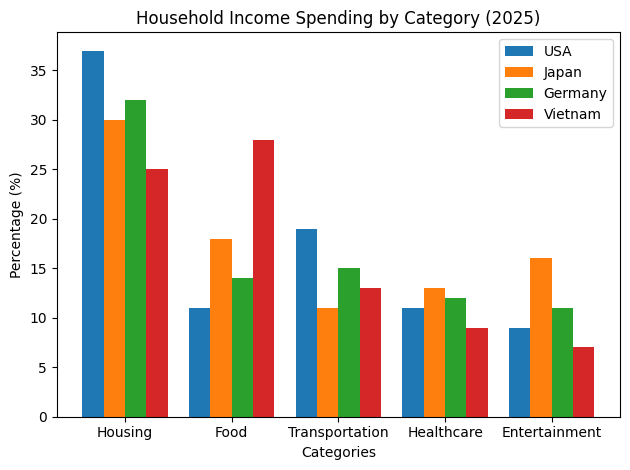 Household Income Spending by Category (2025)
USA
Japan
Germany
Vietnam
Percentage (%)
35
30
25
20
15
10
5
0
Housing Food Transportation Healthcare Entertainment
Categories